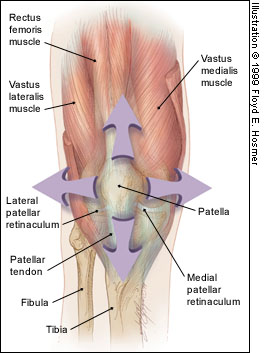 Rectus
femoris
muscle
Vastus
lateralis
muscle
Vastus
medialis
muscle
Lateral
patellar
retinaculum
Patella
Patellar
tendon
Medial
patellar
retinaculum
Fibula
Tibia
Illustration © 1999 Floyd E. Hosmer